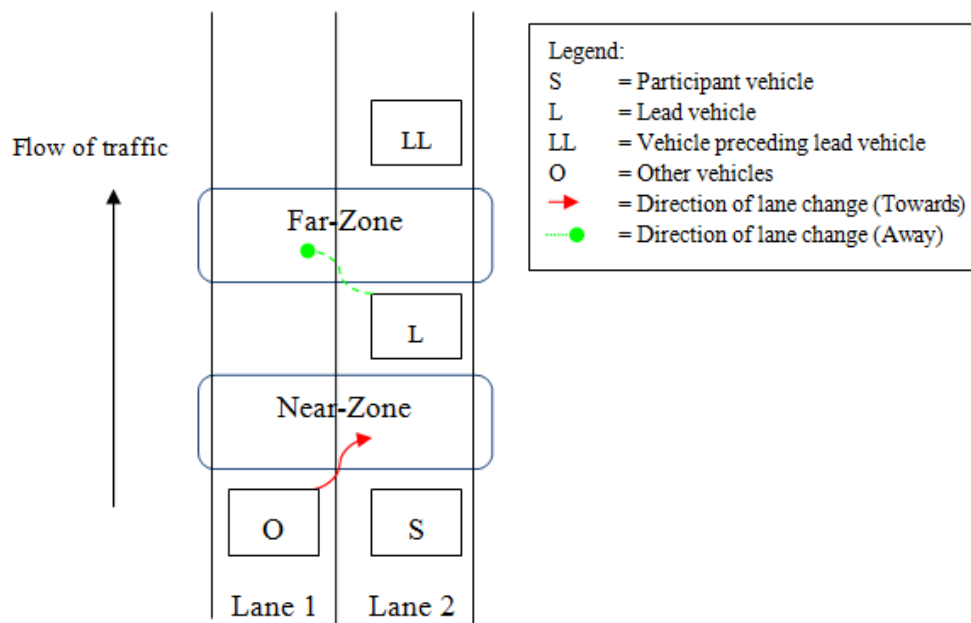 Flow of traffic
LL
Far-Zone
L
Near-Zone
O
S
Lane 1
Lane 2
Legend:
S = Participant vehicle
L = Lead vehicle
LL = Vehicle preceding lead vehicle
O = Other vehicles
= Direction of lane change (Towards)
= Direction of lane change (Away)